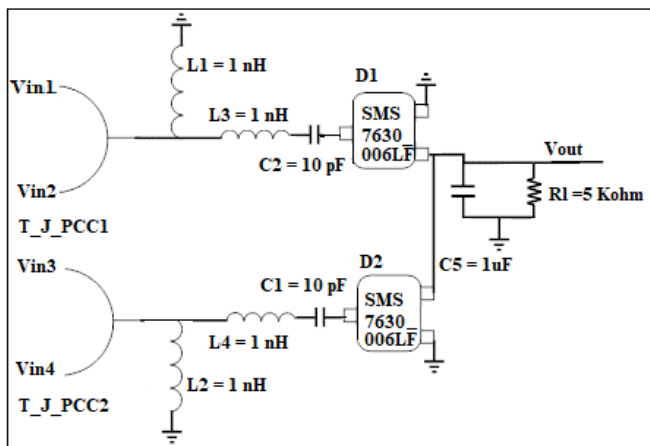 Vin1
L1 = 1 nH
D1
L3 = 1 nH
SMS
7630
006LF
C2 = 10 pF
Vout
Vin2
Rl =5 Kohm
T_J_PCC1
D2
C5 = 1uF
Vin3
C1 = 10 pF
SMS
7630
006LF
L4 = 1 nH
Vin4
L2 = 1 nH
T_J_PCC2